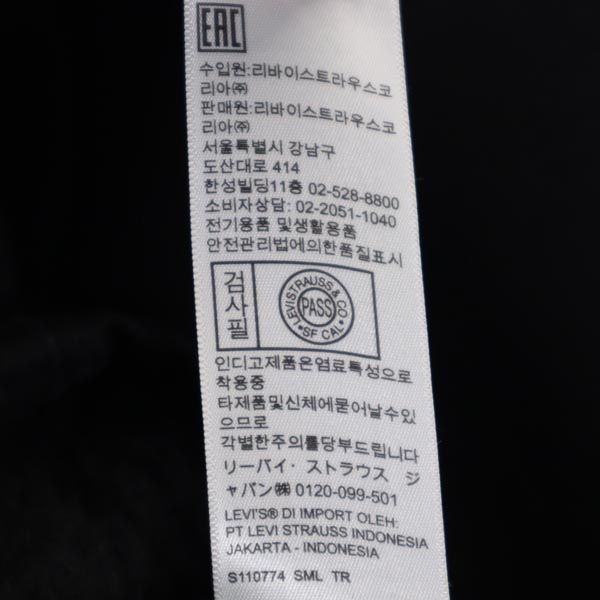 EAC
수입원:리바이스트라우스코
리아㈜
판매원:리바이스트라우스코
리아㈜
서울특별시 강남구
도산대로 414
한성빌딩11층 02-528-8800
소비자상담: 02-2051-1040
전기용품 및생활용품
안전관리법에의한품질표시
검사필
LEVI STRAUSS & CO
PASS
SF CAL
인디고제품은염료특성으로
착용중
타제품및신체에묻어날수있
으므로
각별한주의를당부드립니다
リーバイ・ストラウス ジ
ャパン㈱ 0120-099-501
LEVI'S® DI IMPORT OLEH:
PT LEVI STRAUSS INDONESIA
JAKARTA - INDONESIA
S110774 SML TR